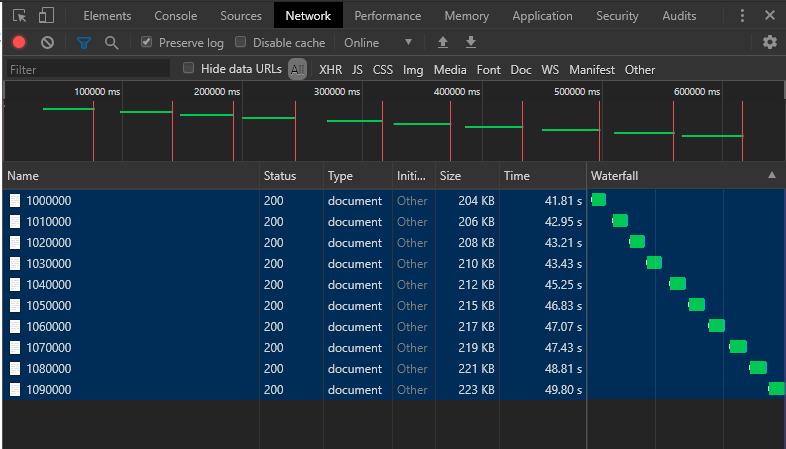 Elements Console Sources Network Performance Memory Application Security Audits
Preserve log Disable cache Online
Filter Hide data URLs All XHR JS CSS Img Media Font Doc WS Manifest Other
100000 ms 200000 ms 300000 ms 400000 ms 500000 ms 600000 ms
Name Status Type Initi... Size Time Waterfall
1000000 200 document Other 204 KB 41.81 s
1010000 200 document Other 206 KB 42.95 s
1020000 200 document Other 208 KB 43.21 s
1030000 200 document Other 210 KB 43.43 s
1040000 200 document Other 212 KB 45.25 s
1050000 200 document Other 215 KB 46.83 s
1060000 200 document Other 217 KB 47.07 s
1070000 200 document Other 219 KB 47.43 s
1080000 200 document Other 221 KB 48.81 s
1090000 200 document Other 223 KB 49.80 s